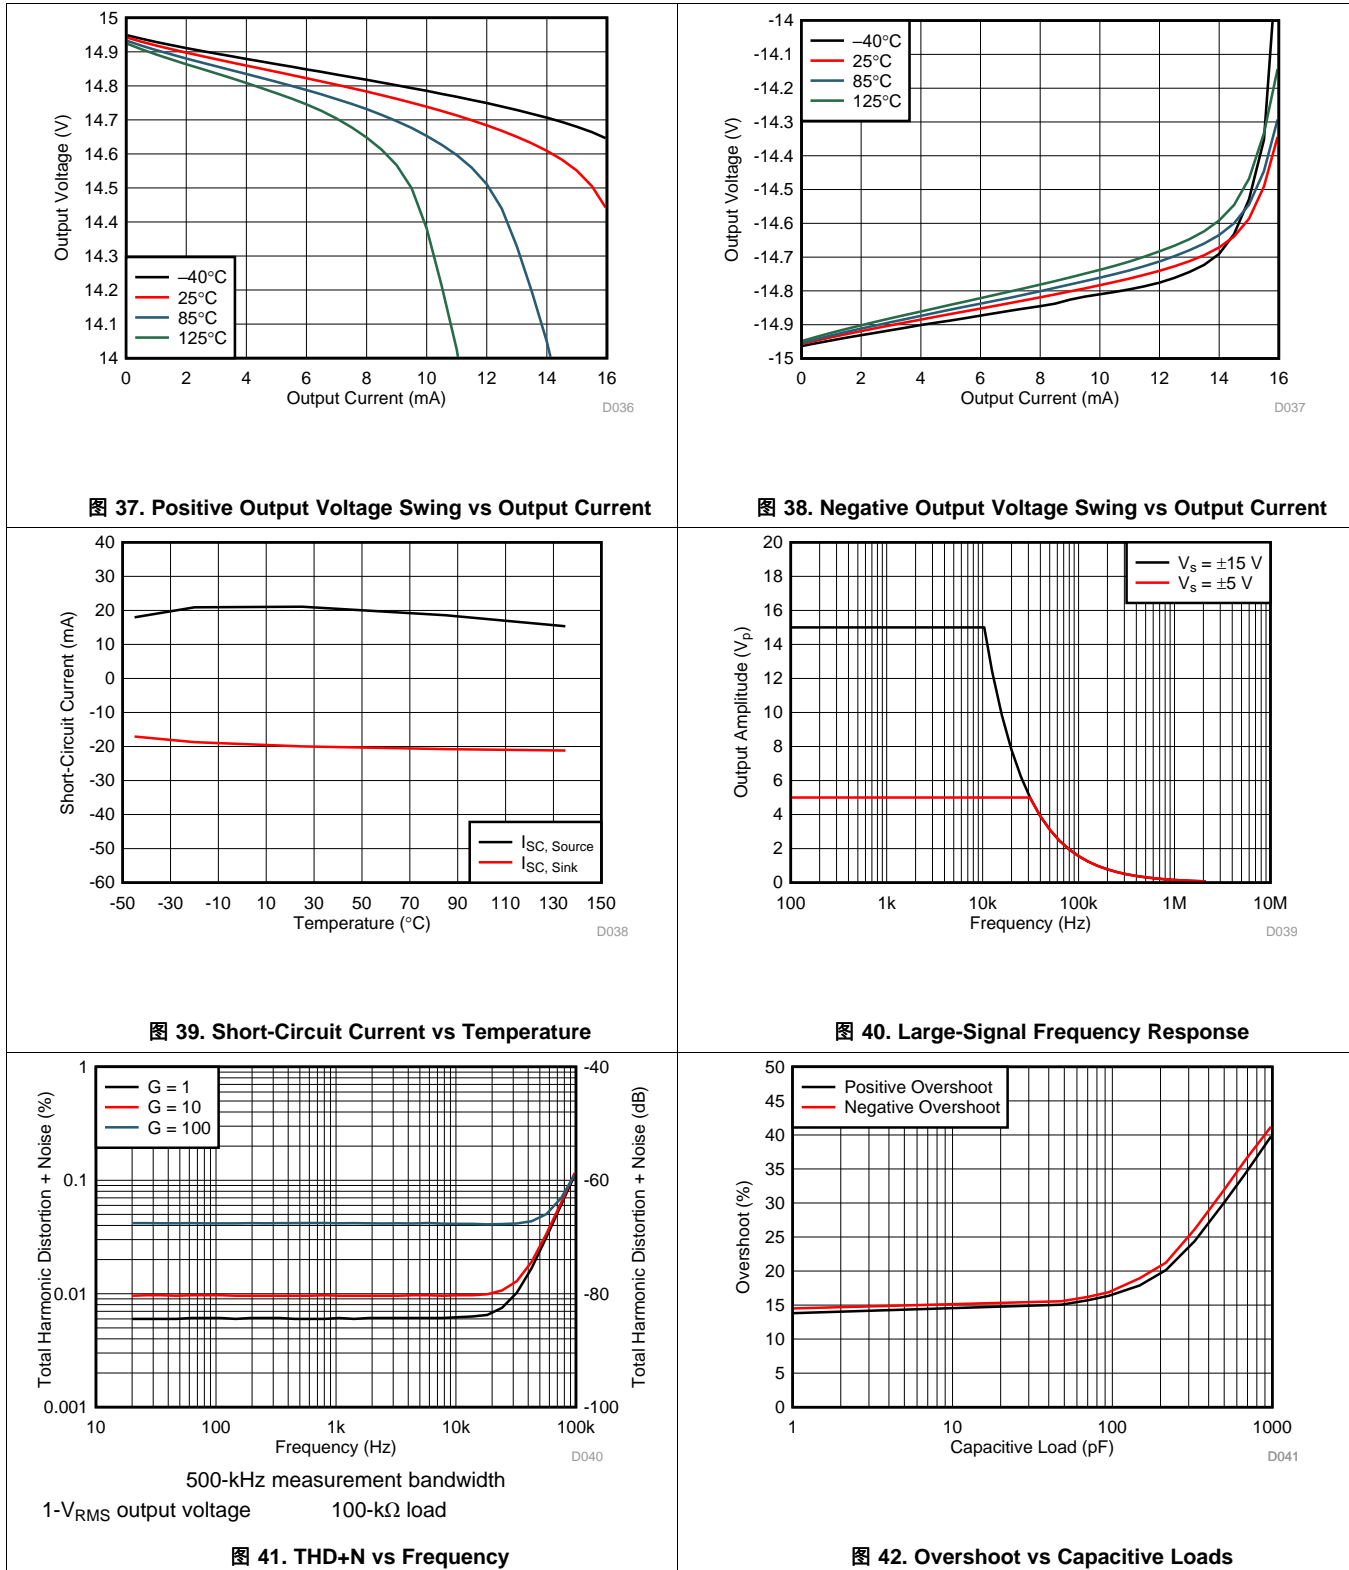 15
14.9
14.8
14.7
14.6
14.5
14.4
14.3
14.2
14.1
14
Output Voltage (V)
–40°C
25°C
85°C
125°C
0 2 4 6 8 10 12 14 16
Output Current (mA)
D036
图 37. Positive Output Voltage Swing vs Output Current
-14
-14.1
-14.2
-14.3
-14.4
-14.5
-14.6
-14.7
-14.8
-14.9
-15
Output Voltage (V)
–40°C
25°C
85°C
125°C
0 2 4 6 8 10 12 14 16
Output Current (mA)
D037
图 38. Negative Output Voltage Swing vs Output Current
40
30
20
10
0
-10
-20
-30
-40
-50
-60
Short-Circuit Current (mA)
ISC, Source
ISC, Sink
-50 -30 -10 10 30 50 70 90 110 130 150
Temperature (°C)
D038
图 39. Short-Circuit Current vs Temperature
20
18
16
14
12
10
8
6
4
2
0
Output Amplitude (Vp)
Vs = ±15 V
Vs = ±5 V
100 1k 10k 100k 1M 10M
Frequency (Hz)
D039
图 40. Large-Signal Frequency Response
1
0.1
0.01
0.001
Total Harmonic Distortion + Noise (%)
G = 1
G = 10
G = 100
-40
-60
-80
-100
Total Harmonic Distortion + Noise (dB)
10 100 1k 10k 100k
Frequency (Hz)
D040
500-kHz measurement bandwidth
1-VRMS output voltage 100-kΩ load
图 41. THD+N vs Frequency
50
45
40
35
30
25
20
15
10
5
0
Overshoot (%)
Positive Overshoot
Negative Overshoot
1 10 100 1000
Capacitive Load (pF)
D041
图 42. Overshoot vs Capacitive Loads